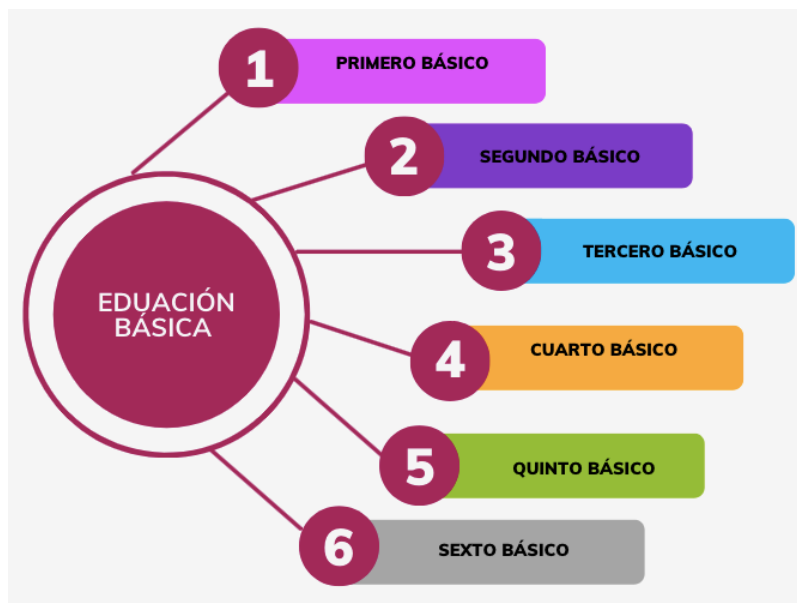 1
PRIMERO BÁSICO
2
SEGUNDO BÁSICO
3
TERCERO BÁSICO
EDUACIÓN
BÁSICA
4
CUARTO BÁSICO
5
QUINTO BÁSICO
6
SEXTO BÁSICO